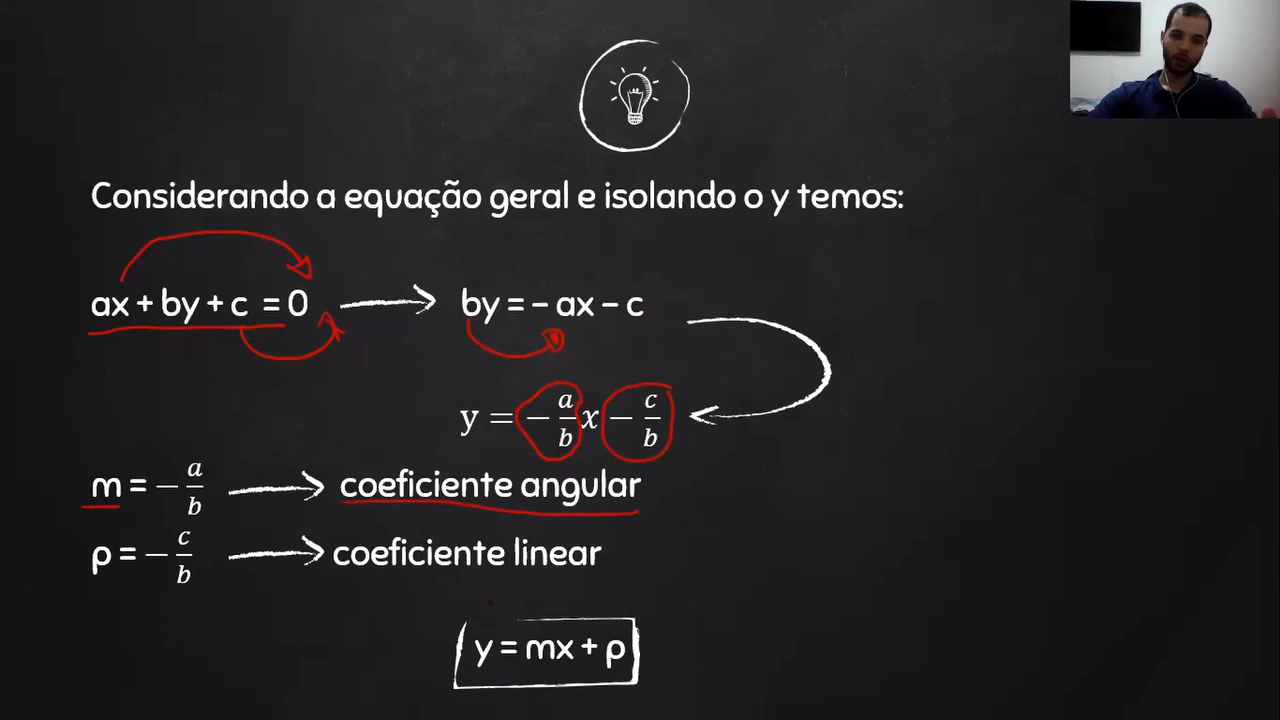 Considerando a equação geral e isolando o y temos:
ax + by + c = 0 → by = – ax – c
y = − a/b x − c/b
m = − a/b → coeficiente angular
ρ = − c/b → coeficiente linear
y = mx + ρ